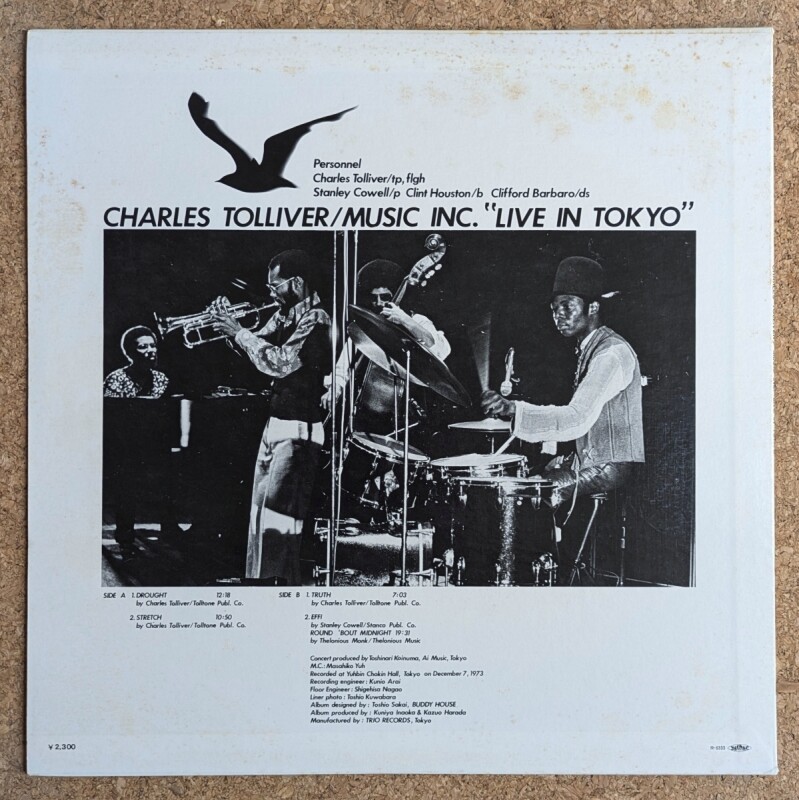 Personnel
Charles Tolliver/tp, flgh
Stanley Cowell/p Clint Houston/b Clifford Barbaro/ds
CHARLES TOLLIVER/MUSIC INC. "LIVE IN TOKYO"
SIDE A 1. DROUGHT 12:18
by Charles Tolliver/Talltone Publ. Co.
2. STRETCH 10:50
by Charles Tolliver/Talltone Publ. Co.
SIDE B 1. TRUTH 7:03
by Charles Tolliver/Talltone Publ. Co.
2. EFFI
by Stanley Cowell/Stanco Publ. Co.
ROUND 'BOUT MIDNIGHT 19:31
by Thelonious Monk/Thelonious Music
Concert produced by Toshinari Koinuma, Ai Music, Tokyo
M.C.: Masahiko Yuh
Recorded at Yuhbin Chokin Hall, Tokyo on December 7, 1973
Recording engineer: Kunio Arai
Floor Engineer: Shigehisa Nagao
Liner photo: Toshio Kuwabara
Album designed by: Toshio Sakai, BUDDY HOUSE
Album produced by: Kuniya Inaoka & Kazuo Harada
Manufactured by: TRIO RECORDS, Tokyo
¥2,300